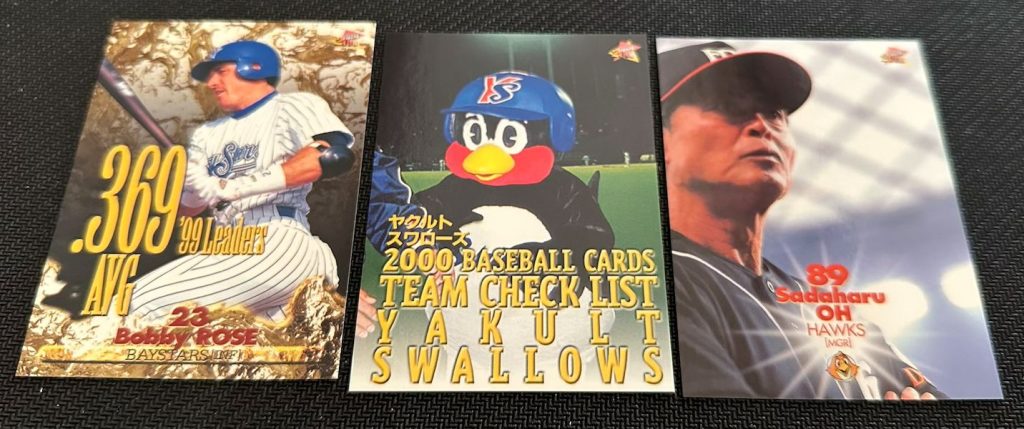 .369
'99 Leaders
AVG
23
Bobby ROSE
BAYSTARS [INF]
YS
ヤクルト
スワローズ
2000 BASEBALL CARDS
TEAM CHECK LIST
YAKULT
SWALLOWS
89
Sadaharu
OH
HAWKS
[MGR]